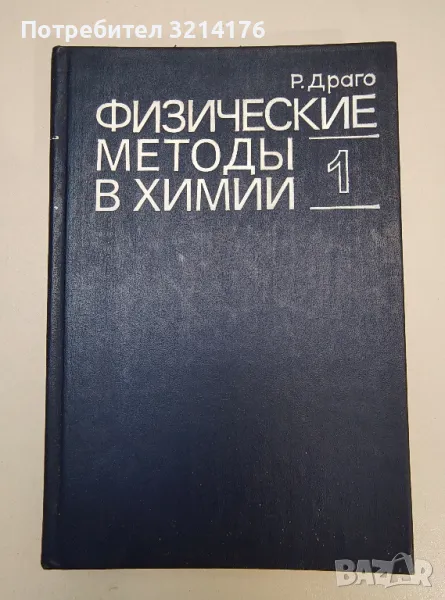 Потребител 3214176
Р. Драго
ФИЗИЧЕСКИЕ
МЕТОДЫ
В ХИМИИ
1
BAZAR